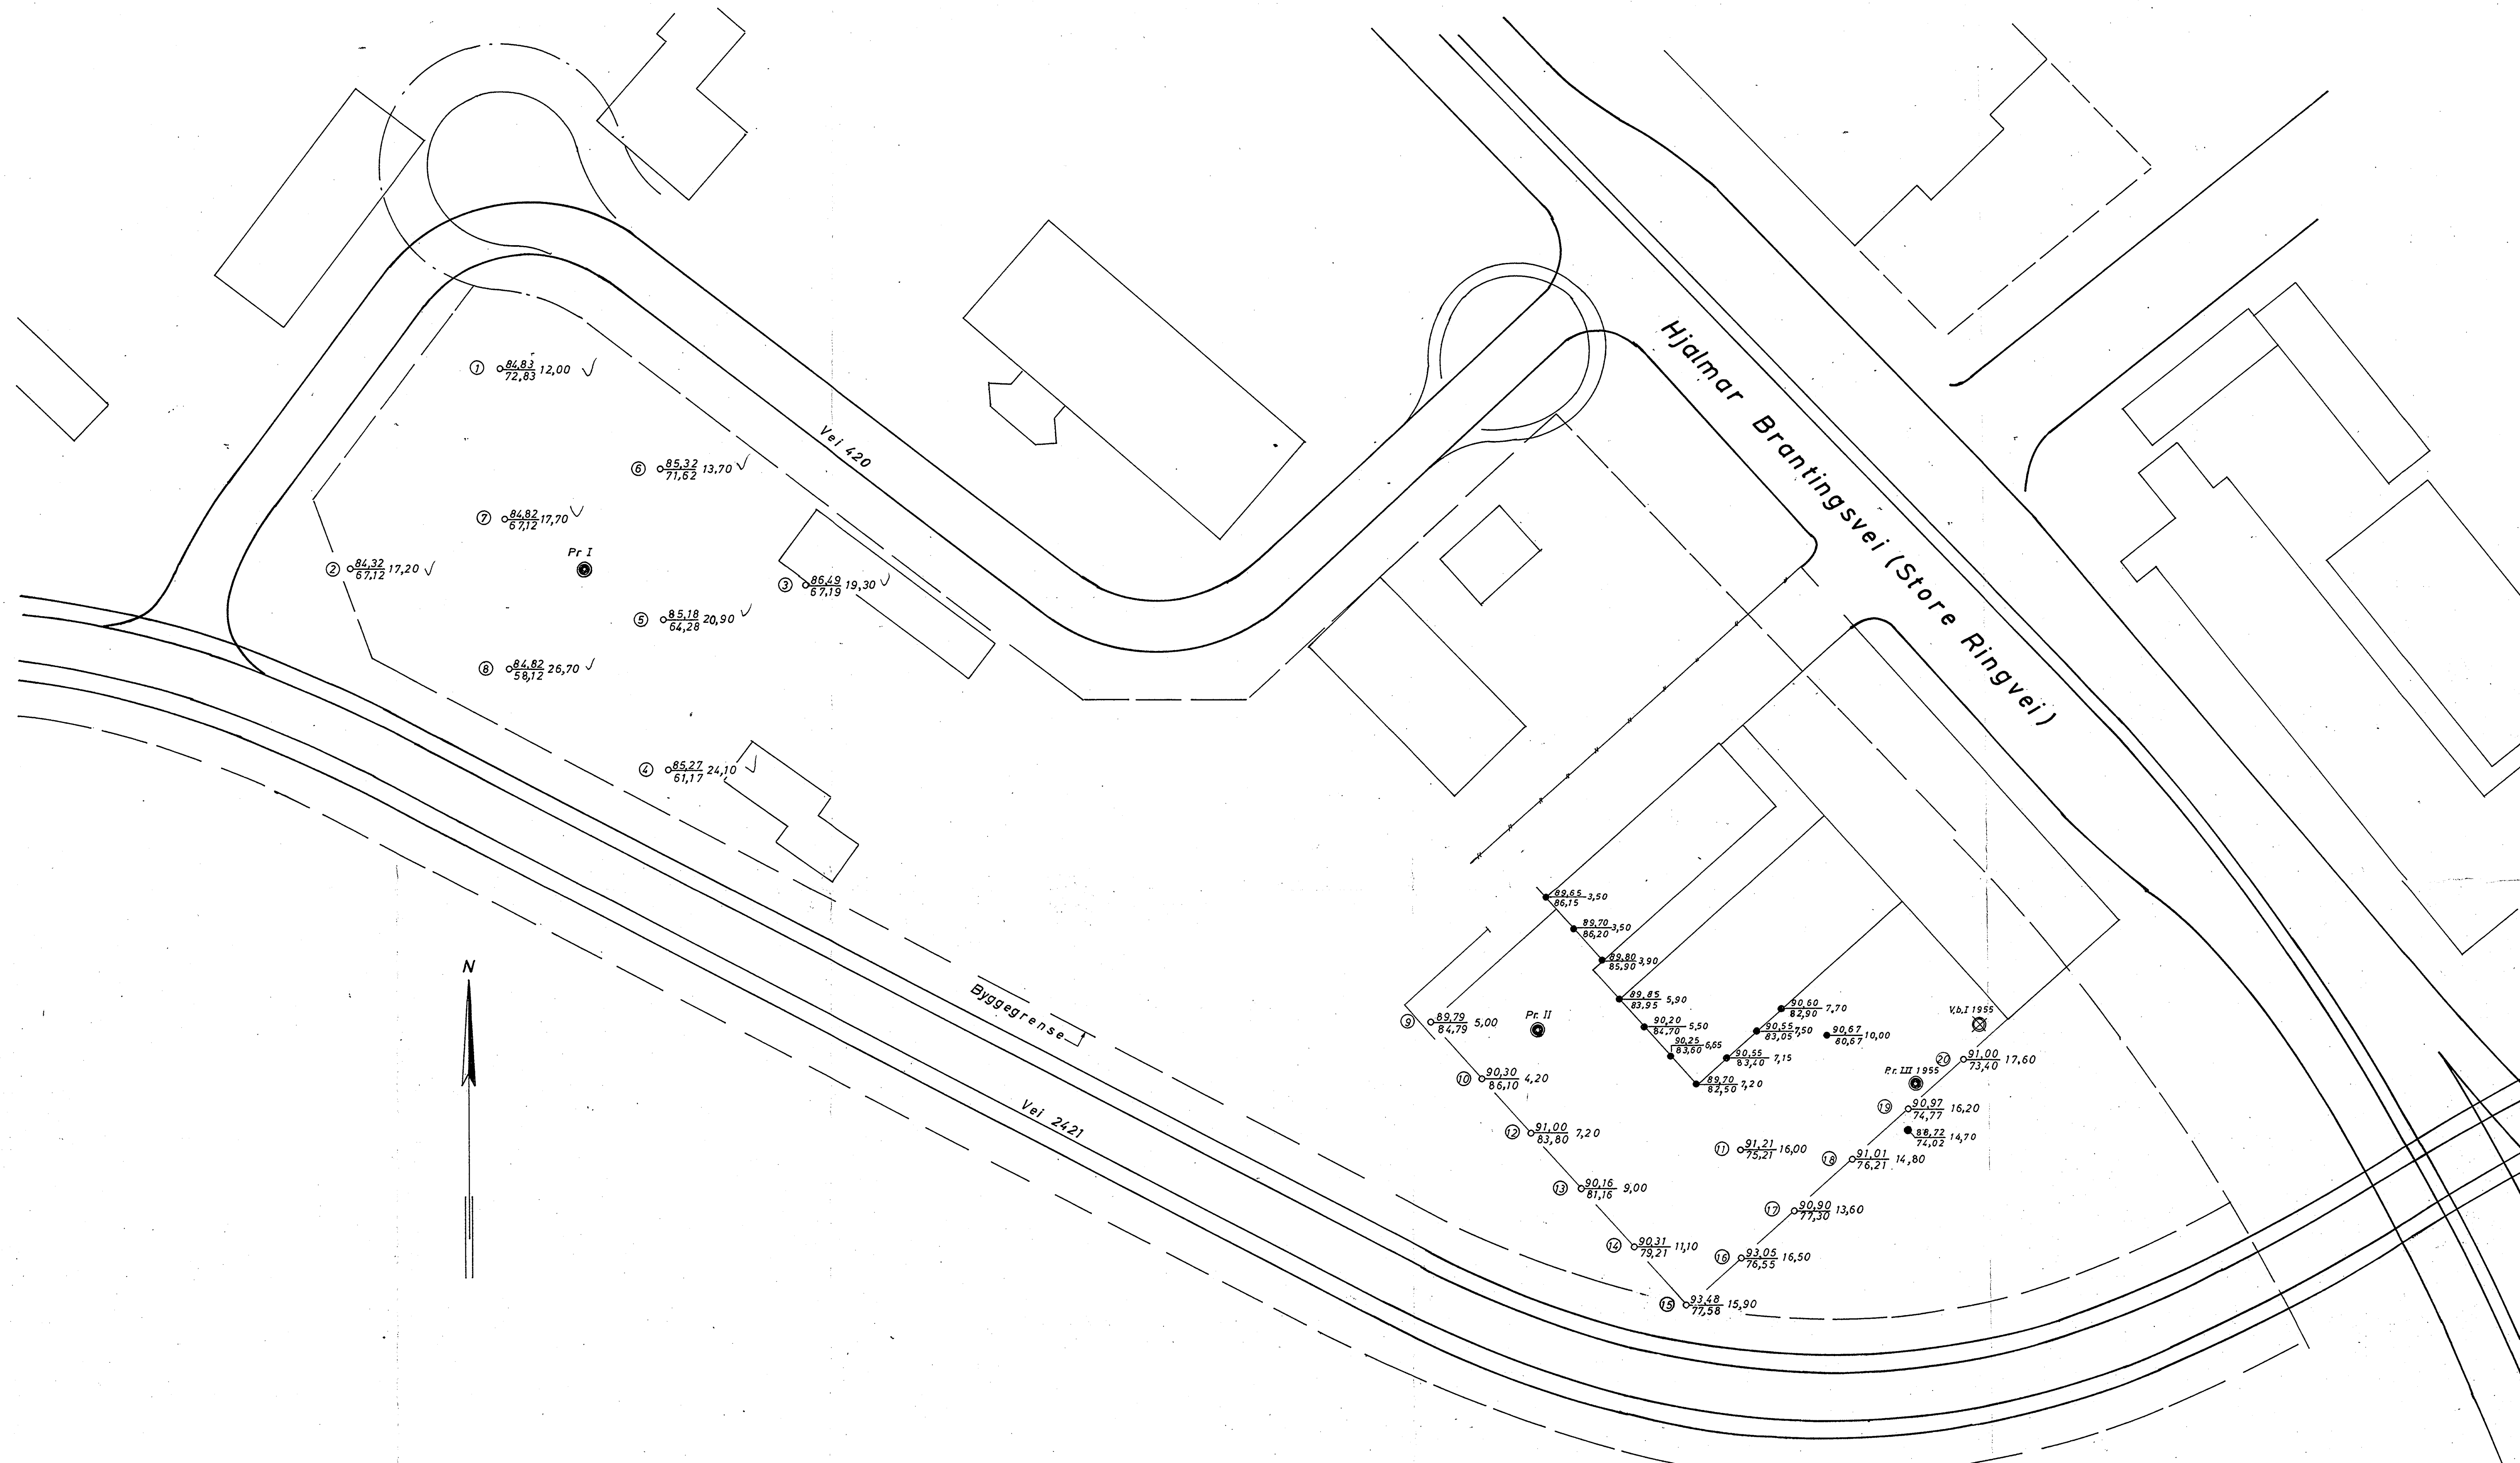 1 84,83 12,00
72,83
6 85,32 13,70
71,62
7 84,82 17,70
67,12
Pr I
2 84,32 17,20
67,12
3 86,49 19,30
67,19
5 85,18 20,90
64,28
8 84,82 26,70
58,12
4 85,27 24,10
61,17
Vei 420
Hjalmar Brantingsvei (Store Ringvei)
N
Byggegrense
Vei 2421
89,65 3,50
86,15
89,70 3,50
86,20
89,80 3,90
85,90
89,85 5,90
83,95
90,20 5,50
84,70
90,25 6,65
83,60
89,70 7,20
82,50
90,55 7,15
83,40
90,55 7,50
83,05
90,60 7,70
82,90
90,67 10,00
80,67
9 89,79 5,00
84,79
Pr. II
V,b,I 1955
10 90,30 4,20
86,10
20 91,00 17,60
73,40
Pr. III 1955
19 90,97 16,20
74,77
88,72 14,70
74,02
12 91,00 7,20
83,80
11 91,21 16,00
75,21
18 91,01 14,80
76,21
13 90,16 9,00
81,16
17 90,90 13,60
77,30
14 90,31 11,10
79,21
16 93,05 16,50
76,55
15 93,48 15,90
77,58